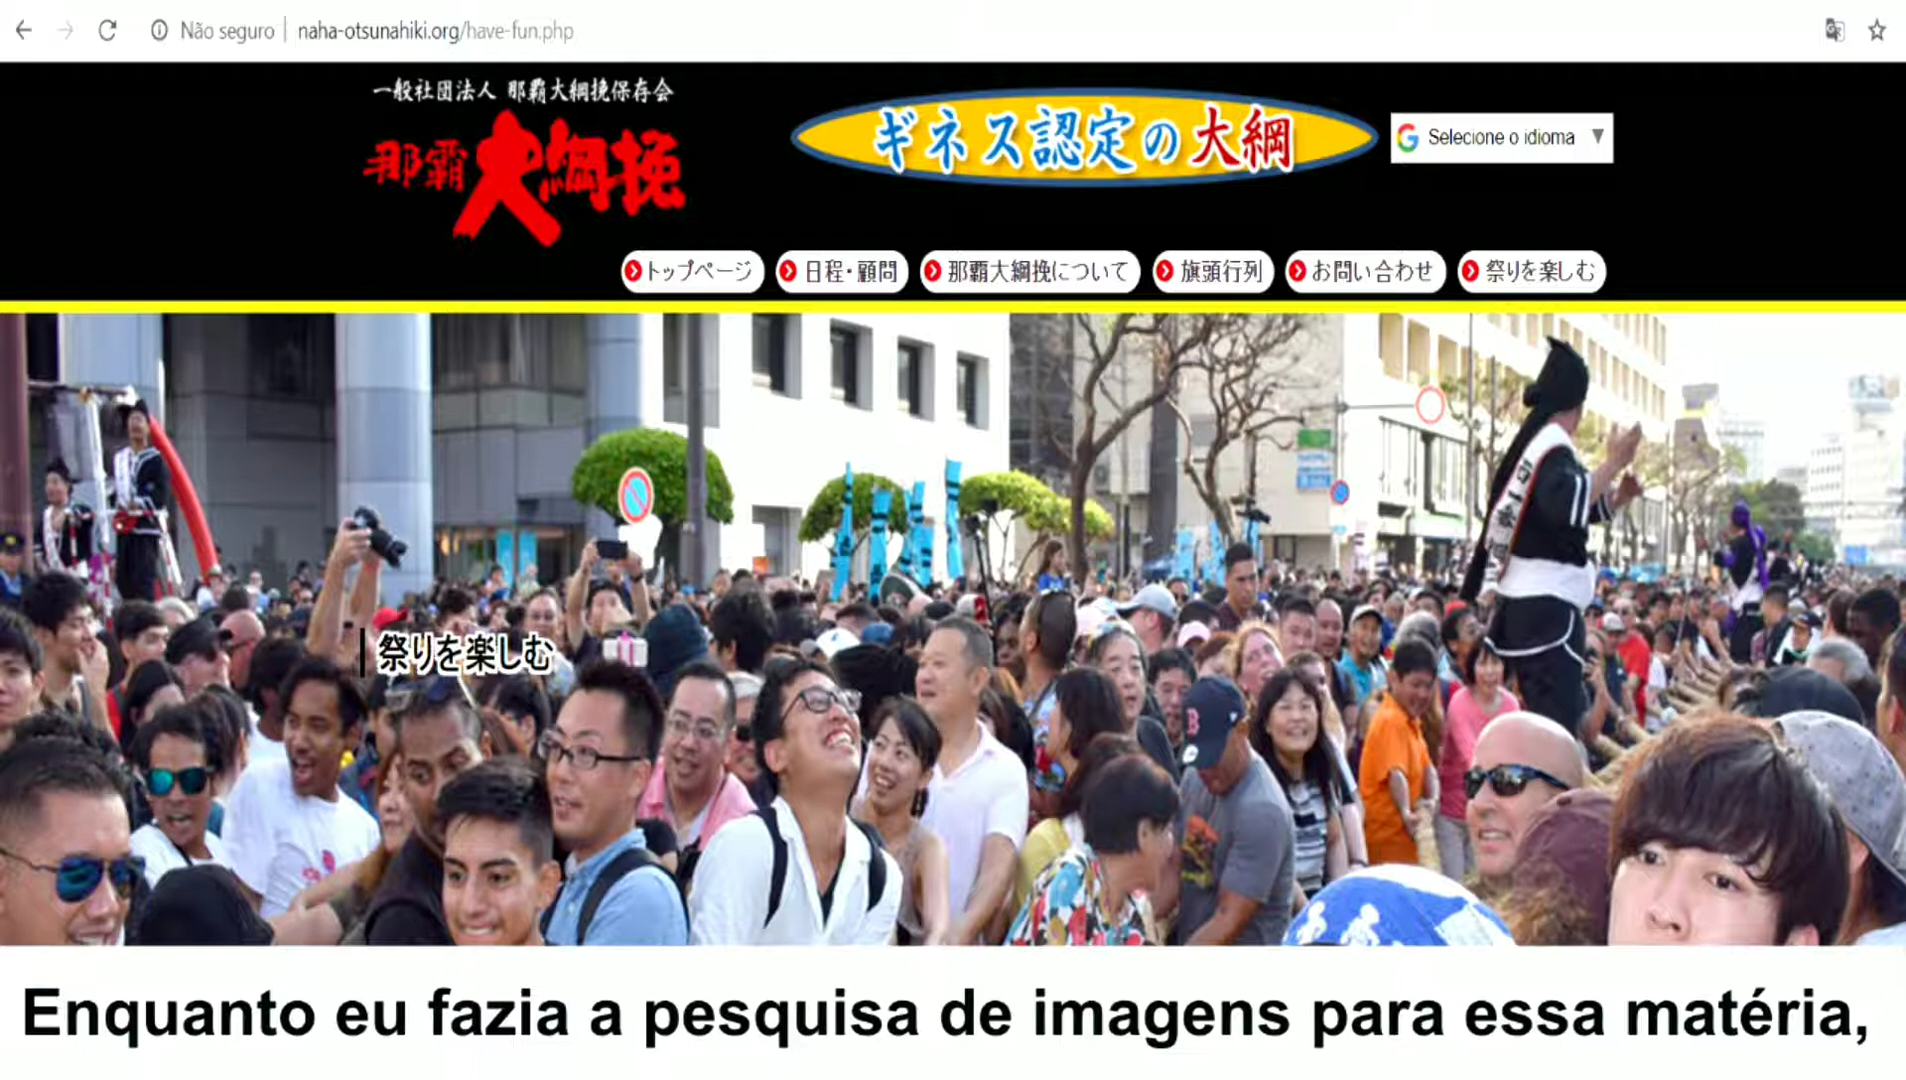 Não seguro | naha-otsunahiki.org/have-fun.php
一般社団法人 那覇大綱挽保存会
那覇大綱挽
ギネス認定の大綱
Selecione o idioma
トップページ
日程・顧問
那覇大綱挽について
旗頭行列
お問い合わせ
祭りを楽しむ
祭りを楽しむ
Enquanto eu fazia a pesquisa de imagens para essa matéria,